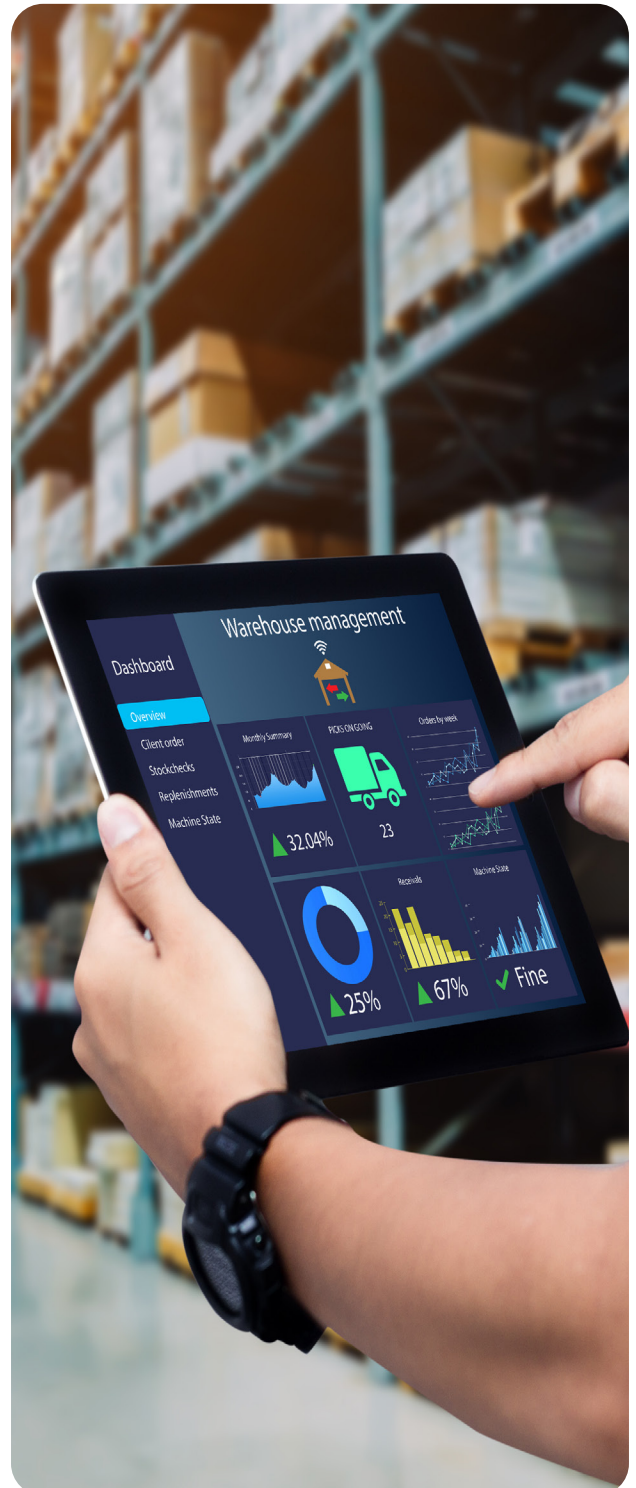 Warehouse management
Dashboard
Overview
Cilent order
Stockchecks
Replenishments
Machine State
Monthly Summary
32.04%
PICKS ON GOING
23
Orders by week
25%
Receivals
67%
Machine State
Fine